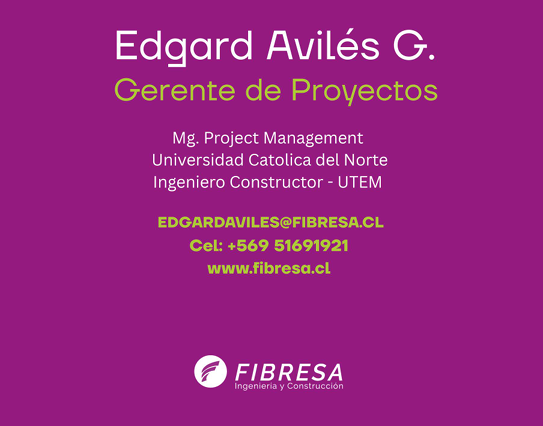 Edgard Avilés G.
Gerente de Proyectos
Mg. Project Management
Universidad Catolica del Norte
Ingeniero Constructor - UTEM
EDGARDAVILES@FIBRESA.CL
Cel: +569 51691921
www.fibresa.cl
FIBRESA
Ingeniería y Construcción